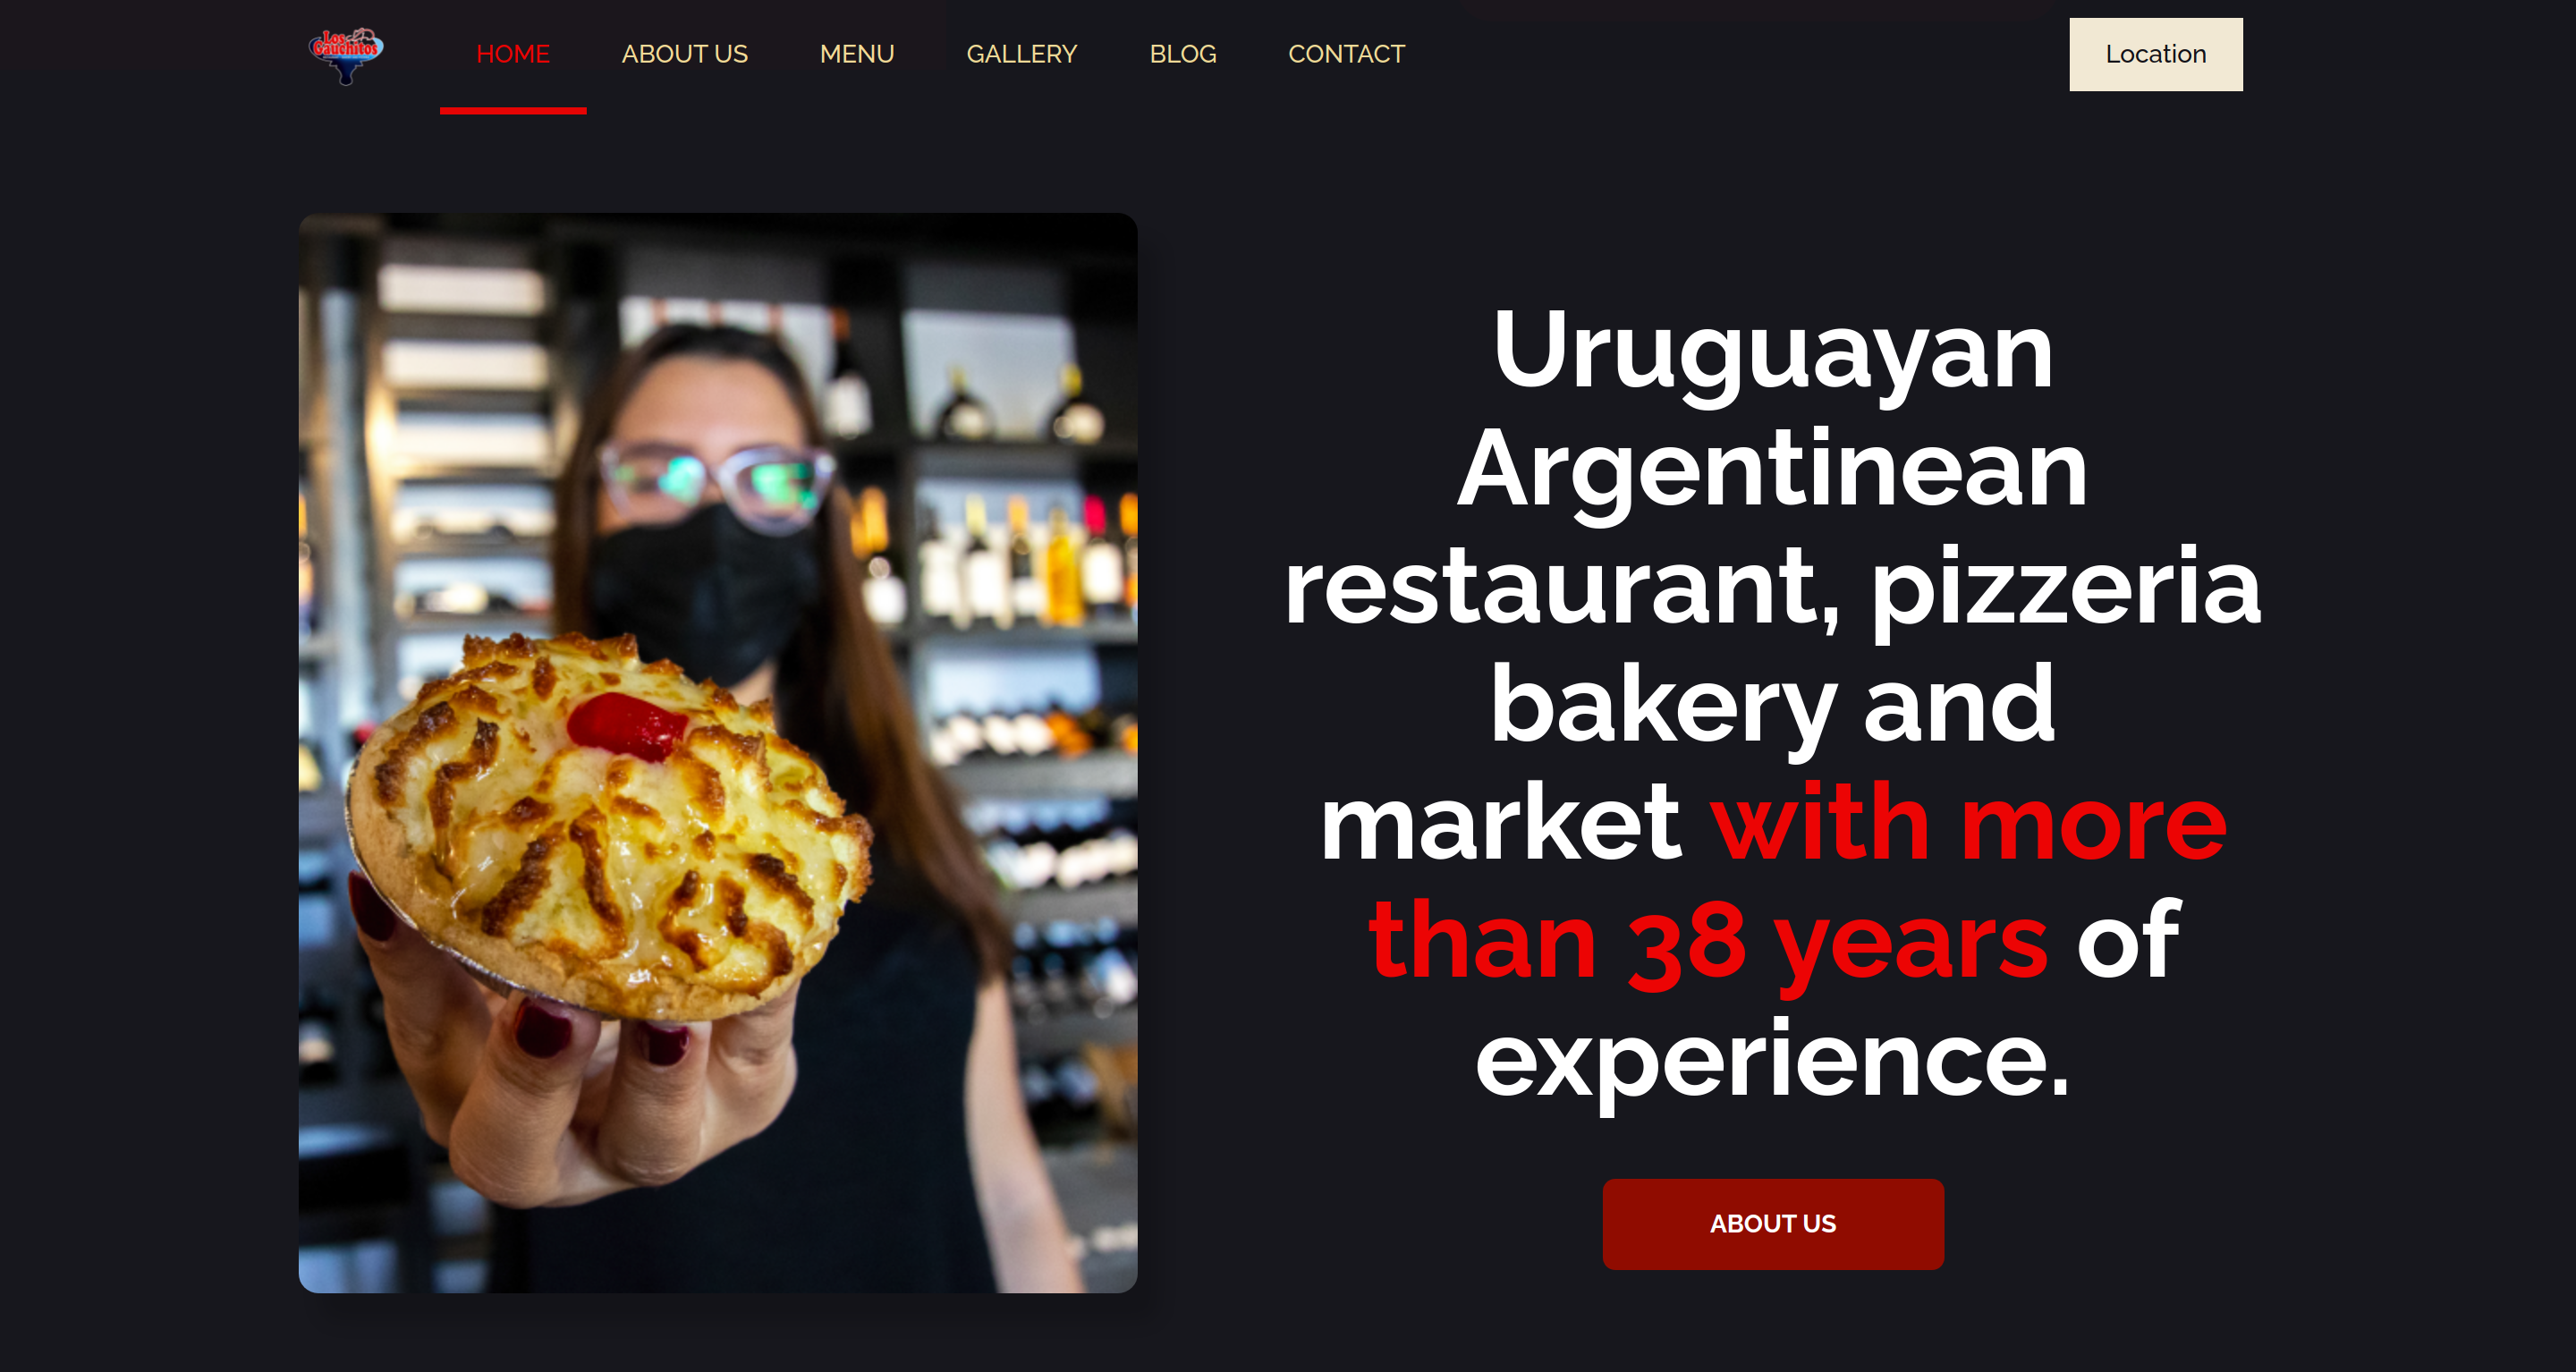 Los
Gauchitos
HOME ABOUT US MENU GALLERY BLOG CONTACT Location
Uruguayan
Argentinean
restaurant, pizzeria
bakery and
market with more
than 38 years of
experience.
ABOUT US